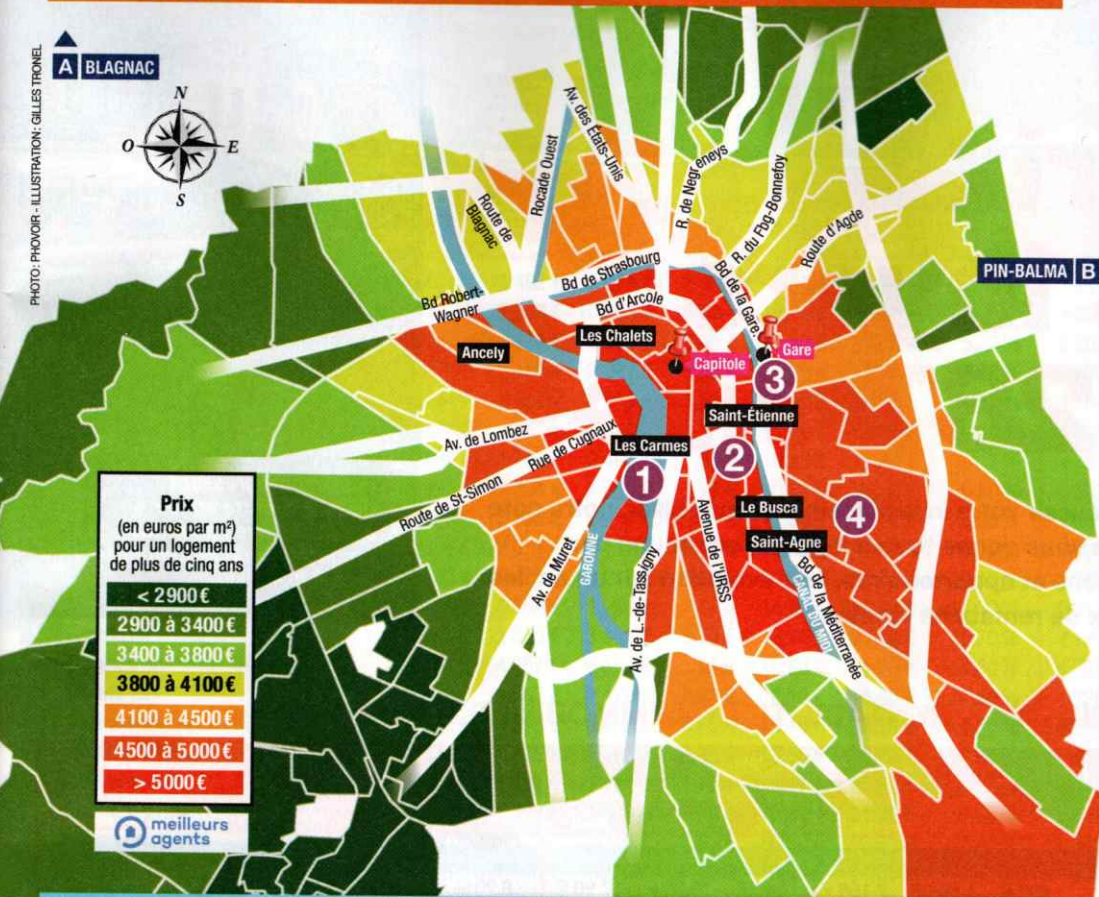 PHOTO: PHOVOIR - ILLUSTRATION: GILLES TRONEL
A BLAGNAC
N
O
E
S
Av. des Etats-Unis
Rocade Ouest
Route de
Blagnac
R. de Negreneys
R. du Fbg-Bonnefoy
Route d'Agde
PIN-BALMA B
Bd de Strasbourg
Bd de la Gare
Bd Robert-
Wagner
Bd d'Arcole
Les Chalets
Ancely
Capitole
Gare
3
Saint-Étienne
Av. de Lombez
Rue de Cugnaux
Les Carmes
1
2
Route de St-Simon
Le Busca
4
Saint-Agne
Avenue de l'URSS
Av. de Muret
GARONNE
Av. de L.-de-Tassigny
CANAL DU MIDI
Bd de la Méditerranée
Prix
(en euros par m²)
pour un logement
de plus de cinq ans
< 2900 €
2900 à 3400 €
3400 à 3800 €
3800 à 4100 €
4100 à 4500 €
4500 à 5000 €
> 5000 €
meilleurs
agents